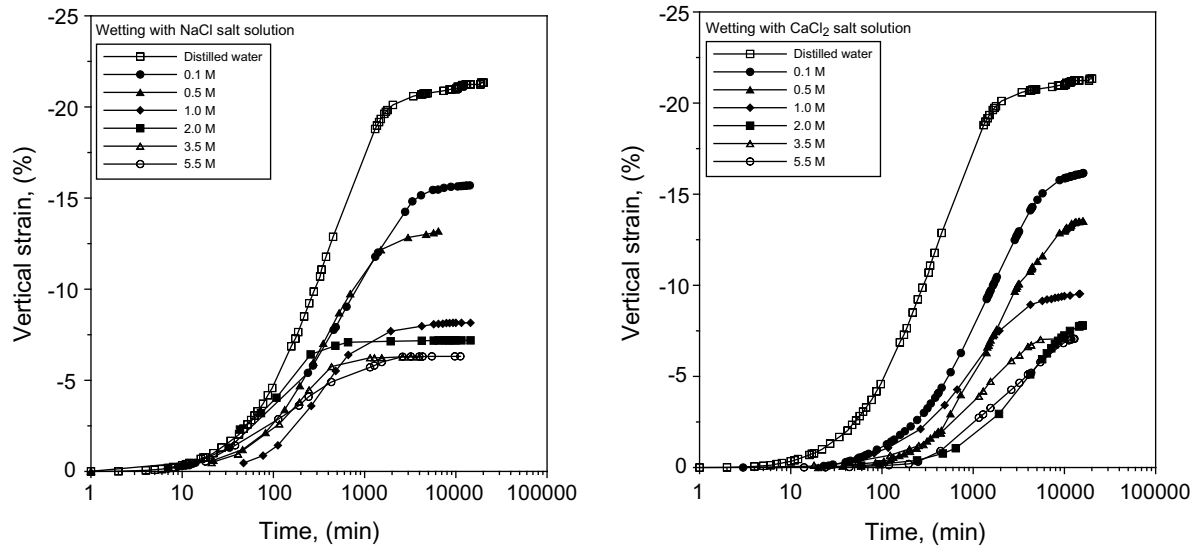 Wetting with NaCl salt solution
Distilled water
0.1 M
0.5 M
1.0 M
2.0 M
3.5 M
5.5 M
-25
-20
-15
-10
-5
0
Vertical strain, (%)
1 10 100 1000 10000 100000
Time, (min)
Wetting with CaCl₂ salt solution
Distilled water
0.1 M
0.5 M
1.0 M
2.0 M
3.5 M
5.5 M
-25
-20
-15
-10
-5
0
Vertical strain, (%)
1 10 100 1000 10000 100000
Time, (min)